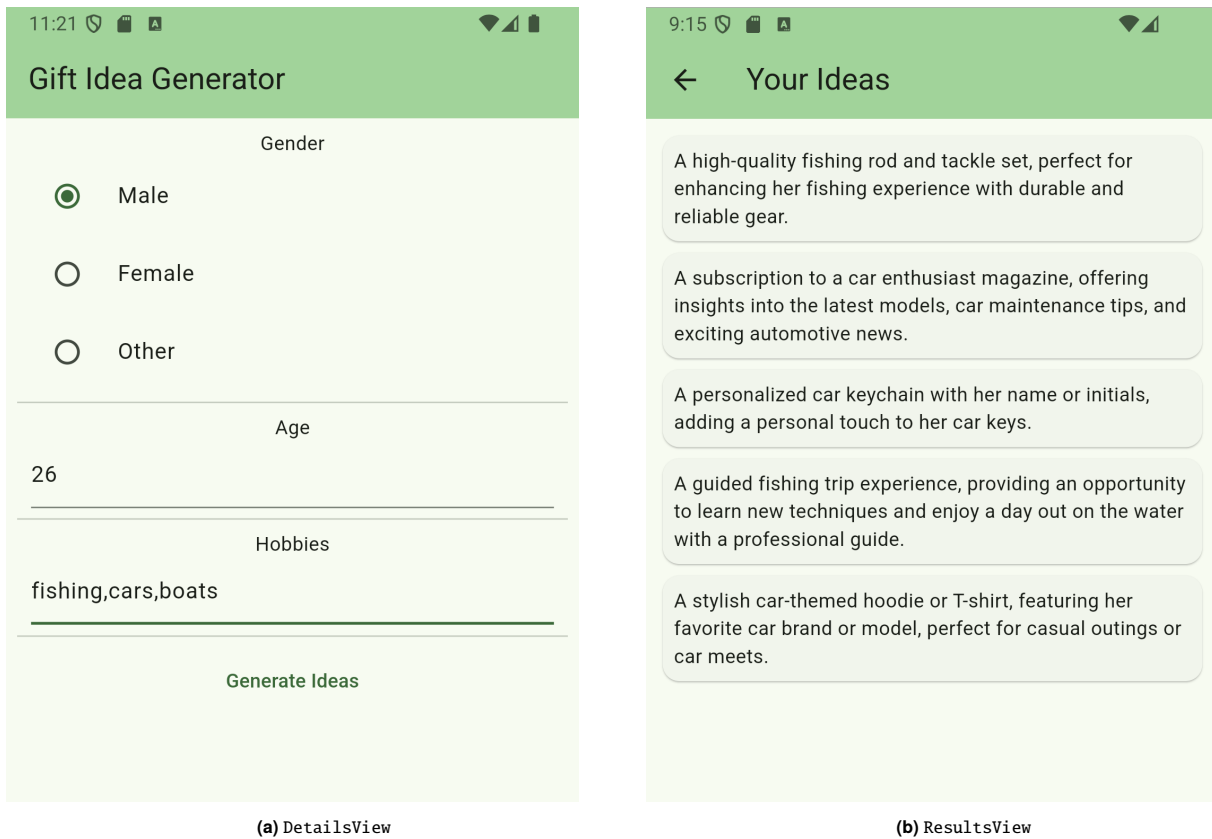 11:21
Gift Idea Generator
Gender
Male
Female
Other
Age
26
Hobbies
fishing,cars,boats
Generate Ideas
(a) DetailsView
9:15
Your Ideas
A high-quality fishing rod and tackle set, perfect for
enhancing her fishing experience with durable and
reliable gear.
A subscription to a car enthusiast magazine, offering
insights into the latest models, car maintenance tips, and
exciting automotive news.
A personalized car keychain with her name or initials,
adding a personal touch to her car keys.
A guided fishing trip experience, providing an opportunity
to learn new techniques and enjoy a day out on the water
with a professional guide.
A stylish car-themed hoodie or T-shirt, featuring her
favorite car brand or model, perfect for casual outings or
car meets.
(b) ResultsView